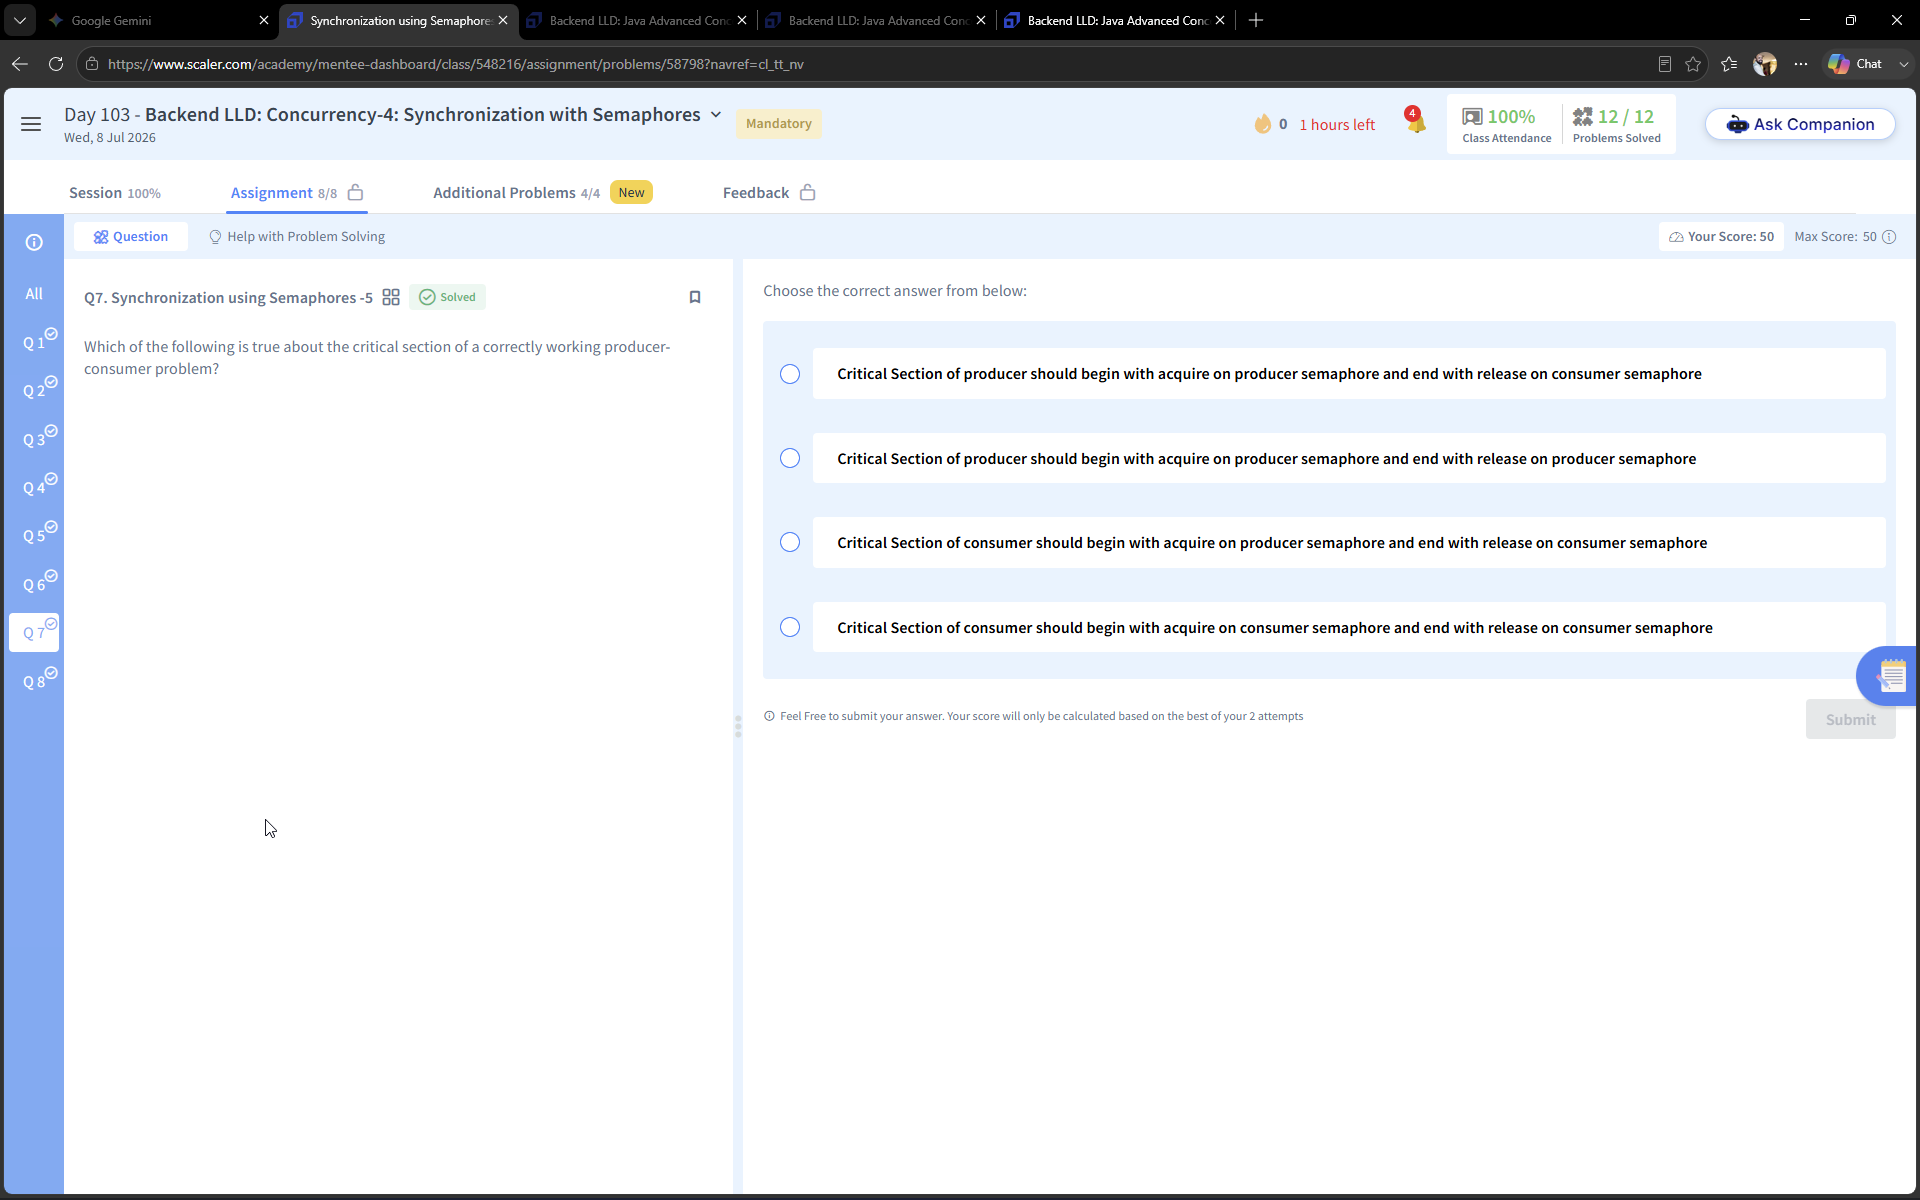 Google Gemini
Synchronization using Semaphores
Backend LLD: Java Advanced Conc
Backend LLD: Java Advanced Conc
Backend LLD: Java Advanced Conc
https://www.scaler.com/academy/mentee-dashboard/class/548216/assignment/problems/58798?navref=cl_tt_nv
Chat
Day 103 - Backend LLD: Concurrency-4: Synchronization with Semaphores
Mandatory
Wed, 8 Jul 2026
0
1 hours left
4
100%
Class Attendance
12 / 12
Problems Solved
Ask Companion
Session 100%
Assignment 8/8
Additional Problems 4/4
New
Feedback
Question
Help with Problem Solving
Your Score: 50
Max Score: 50
All
Q 1
Q 2
Q 3
Q 4
Q 5
Q 6
Q 7
Q 8
Q7. Synchronization using Semaphores -5
Solved
Which of the following is true about the critical section of a correctly working producer-
consumer problem?
Choose the correct answer from below:
Critical Section of producer should begin with acquire on producer semaphore and end with release on consumer semaphore
Critical Section of producer should begin with acquire on producer semaphore and end with release on producer semaphore
Critical Section of consumer should begin with acquire on producer semaphore and end with release on consumer semaphore
Critical Section of consumer should begin with acquire on consumer semaphore and end with release on consumer semaphore
Feel Free to submit your answer. Your score will only be calculated based on the best of your 2 attempts
Submit